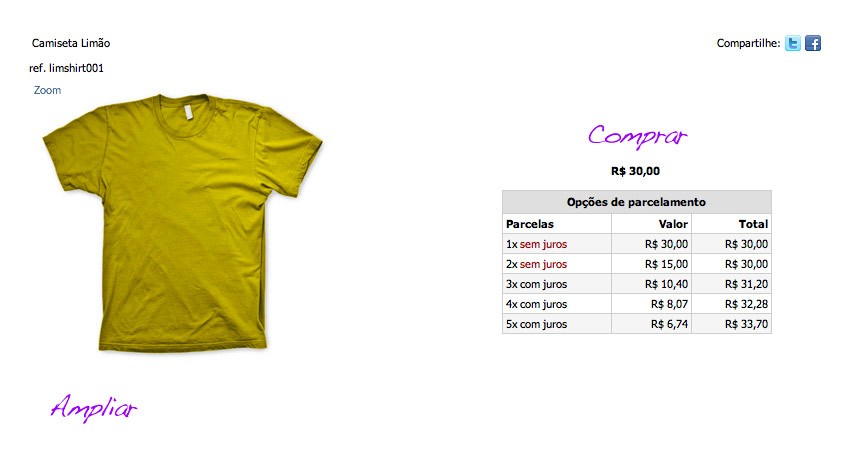 Camiseta Limão
Compartilhe:
ref. limshirt001
Zoom
Comprar
R$ 30,00
Opções de parcelamento
Parcelas Valor Total
1x sem juros R$ 30,00 R$ 30,00
2x sem juros R$ 15,00 R$ 30,00
3x com juros R$ 10,40 R$ 31,20
4x com juros R$ 8,07 R$ 32,28
5x com juros R$ 6,74 R$ 33,70
Ampliar